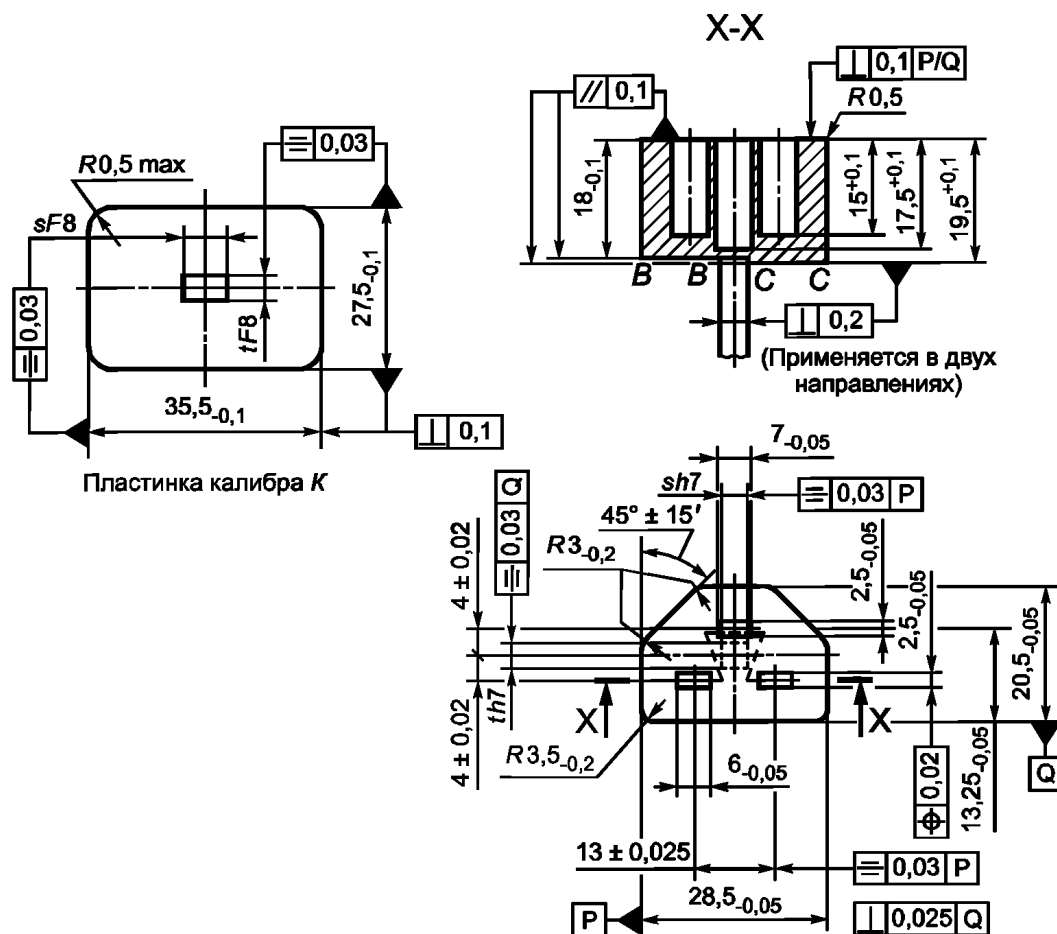 X-X
// 0,1
⊥ 0,1 P/Q
R0,5
18-0,1
15+0,1
17,5+0,1
19,5+0,1
B B C C
⊥ 0,2
(Применяется в двух
направлениях)
R0,5 max
⌯ 0,03
sF8
⌯ 0,03
tF8
27,5-0,1
35,5-0,1
⊥ 0,1
Пластинка калибра K
7-0,05
sh7
⌯ 0,03 P
45° ± 15′
⌯ 0,03 Q
R3-0,2
4 ± 0,02
4 ± 0,02
th7
2,5-0,05
2,5-0,05
20,5-0,05
13,25-0,05
X X
R3,5-0,2
6-0,05
⌖ 0,02
Q
13 ± 0,025
⌯ 0,03 P
P
28,5-0,05
⊥ 0,025 Q